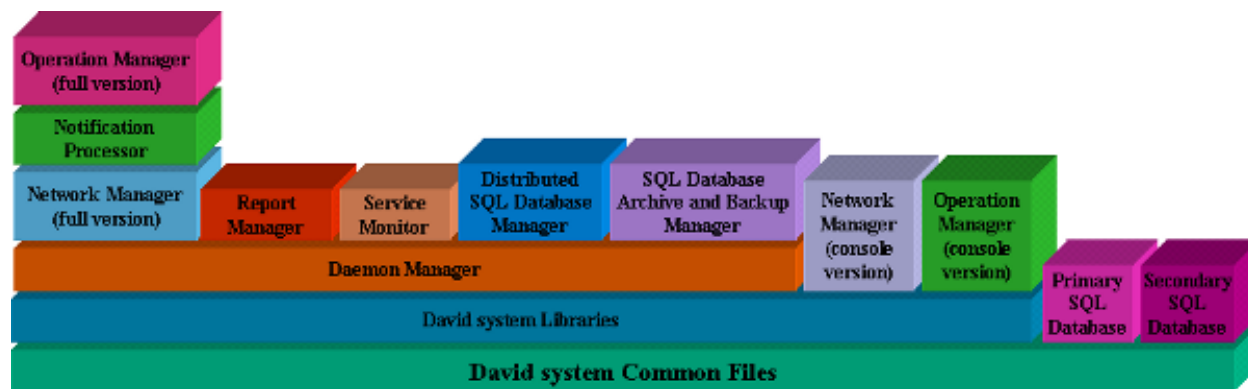 Operation Manager
(full version)
Notification
Processor
Network Manager
(full version)
Report
Manager
Service
Monitor
Distributed
SQL Database
Manager
SQL Database
Archive and Backup
Manager
Network
Manager
(console
version)
Operation
Manager
(console
version)
Daemon Manager
Primary
SQL
Database
Secondary
SQL
Database
David system Libraries
David system Common Files